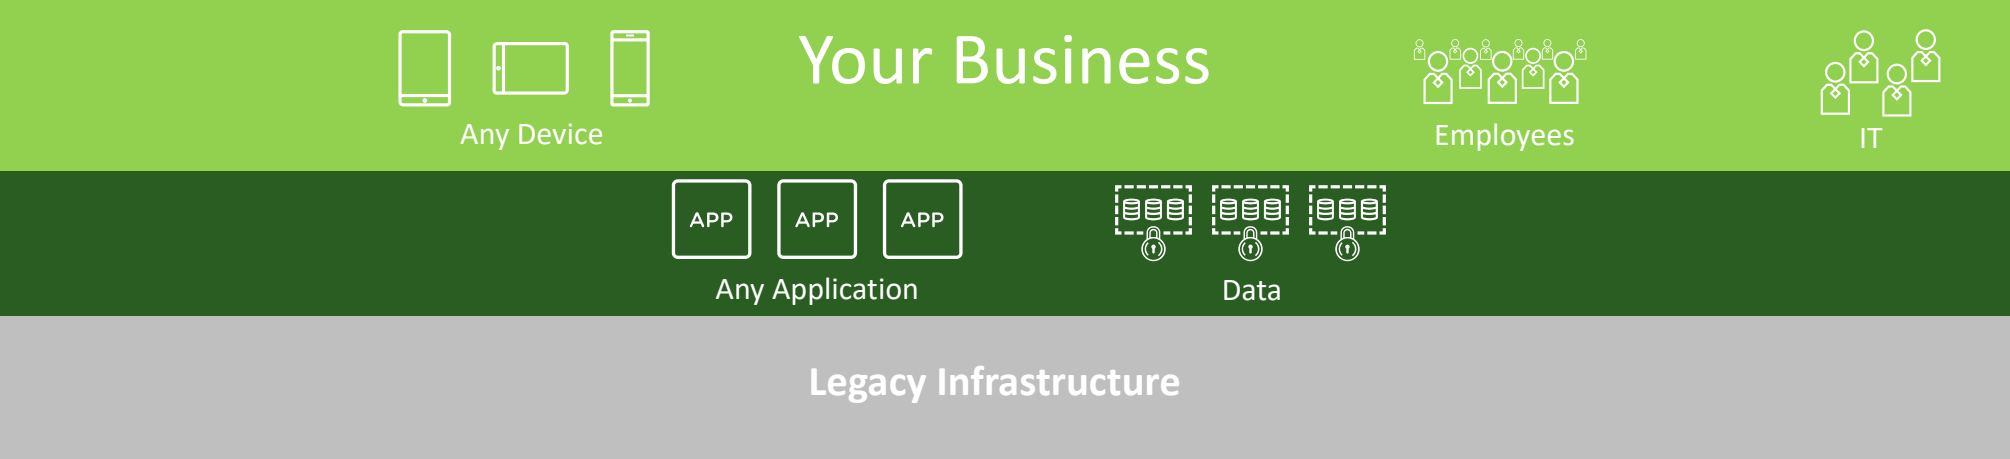 Your Business
Any Device
Employees
IT
APP
APP
APP
Any Application
Data
Legacy Infrastructure